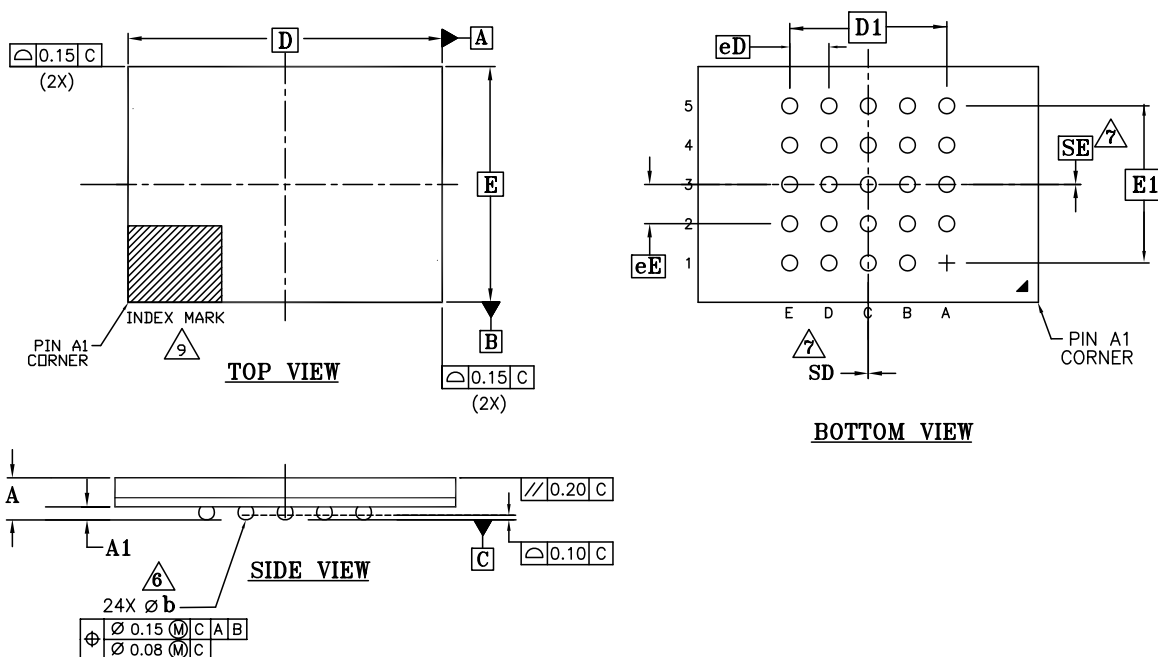 D
A
⌓ 0.15 C
(2X)
E
INDEX MARK
9
PIN A1
CORNER
B
TOP VIEW
⌓ 0.15 C
(2X)
D1
eD
5
4
3
2
1
7
SE
E1
eE
E D C B A
7
SD
PIN A1
CORNER
BOTTOM VIEW
A
A1
// 0.20 C
C
⌓ 0.10 C
SIDE VIEW
6
24X Ø b
⌖ Ø 0.15 Ⓜ C A B
Ø 0.08 Ⓜ C